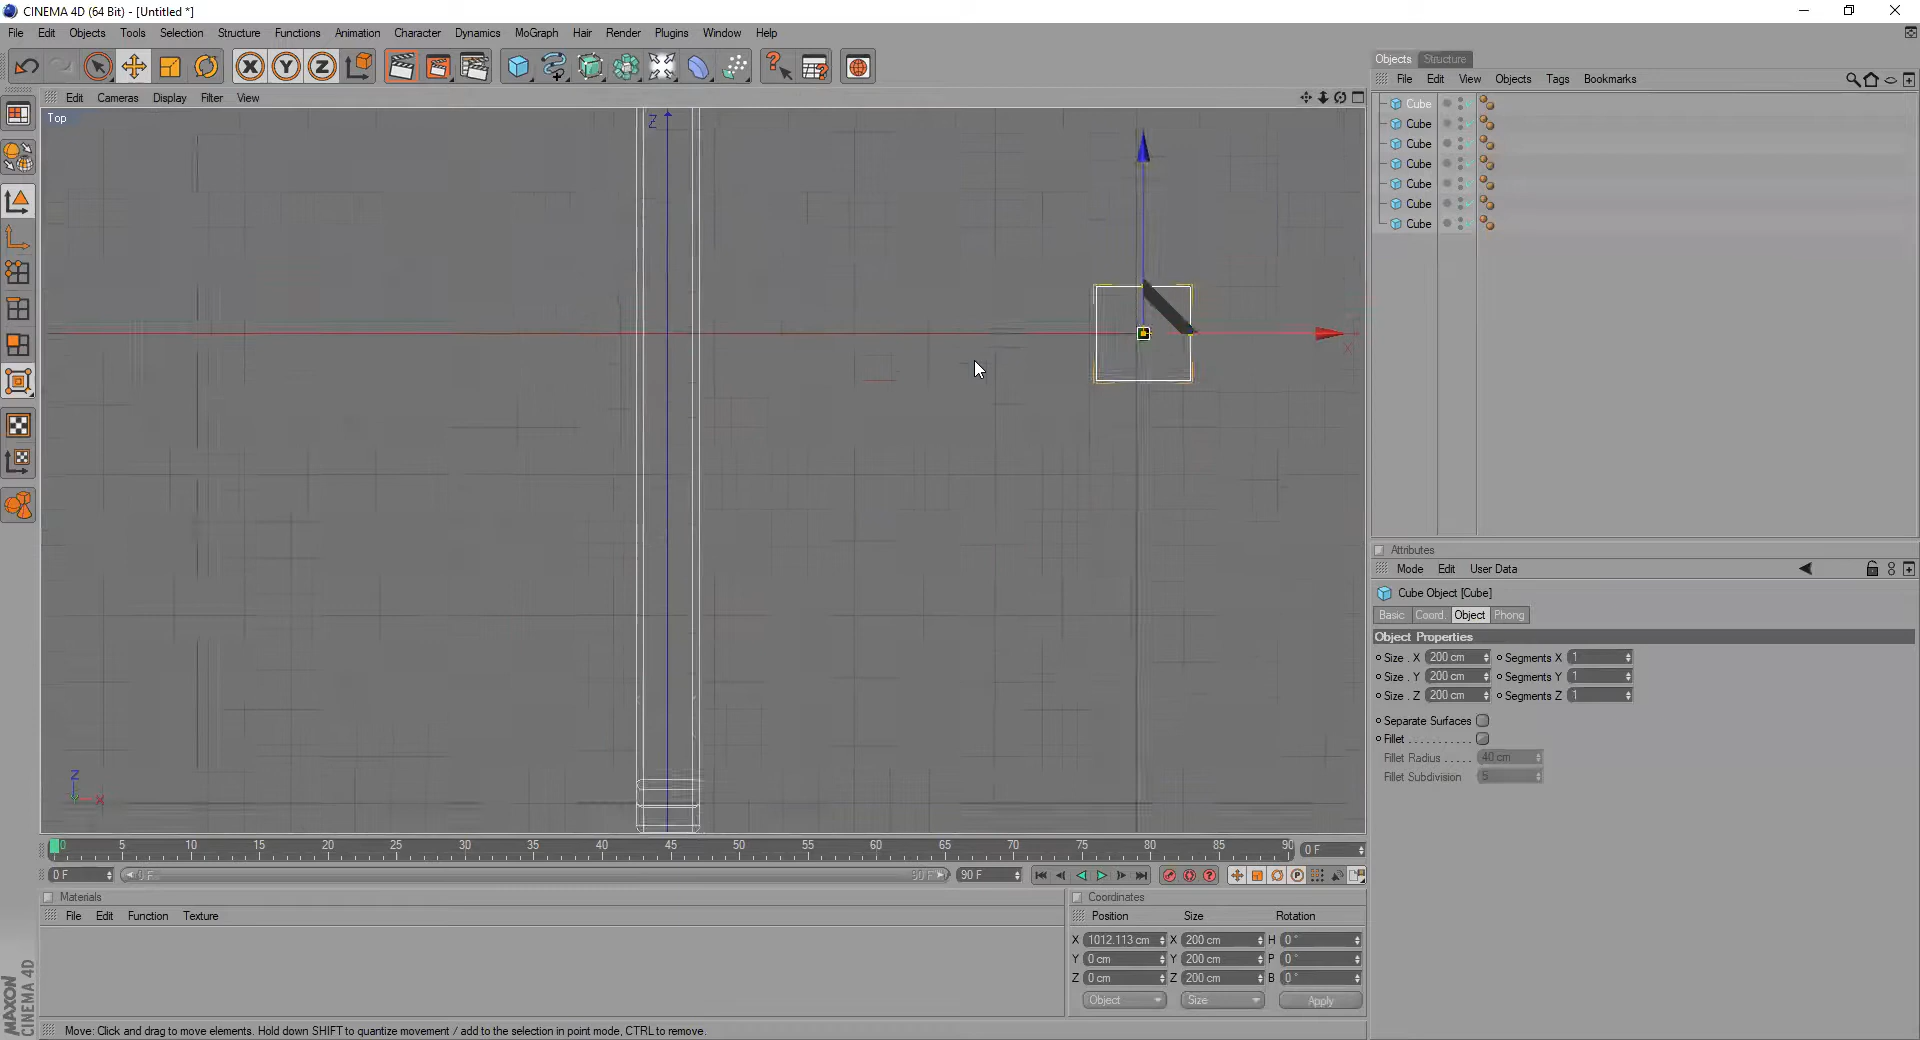 CINEMA 4D (64 Bit) - [Untitled *]
File Edit Objects Tools Selection Structure Functions Animation Character Dynamics MoGraph Hair Render Plugins Window Help
Objects Structure
File Edit View Objects Tags Bookmarks
Edit Cameras Display Filter View
Top
Z
X
Z
X
Cube
Cube
Cube
Cube
Cube
Cube
Cube
Attributes
Mode Edit User Data
Cube Object [Cube]
Basic Coord. Object Phong
Object Properties
Size . X 200 cm Segments X 1
Size . Y 200 cm Segments Y 1
Size . Z 200 cm Segments Z 1
Separate Surfaces
Fillet . . . . . . . . . . .
Fillet Radius . . . . . 40 cm
Fillet Subdivision 5
0 5 10 15 20 25 30 35 40 45 50 55 60 65 70 75 80 85 90 0 F
0 F 0 F 90 F 90 F
Materials
File Edit Function Texture
Coordinates
Position Size Rotation
X 1012.113 cm X 200 cm H 0 °
Y 0 cm Y 200 cm P 0 °
Z 0 cm Z 200 cm B 0 °
Object Size Apply
MAXON
CINEMA 4D
Move: Click and drag to move elements. Hold down SHIFT to quantize movement / add to the selection in point mode, CTRL to remove.